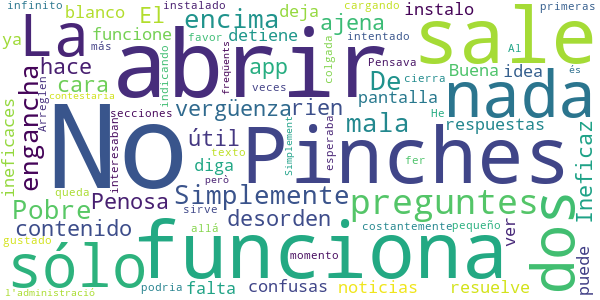 infinito
blanco
El
instalado
encima
deja
cargando
primeras
ya
La
abrir
funcione
favor
detiene
ajena
instalo
sale
intentado
más
Arreglen
contestaria
indicando
freqüents
veces
colgada
Pensava
Al
hace
cara
app
De
cierra
Buena
idea
és
engancha
No
vergüenza
rien
pantalla
nada
ineficaces
secciones
interesaban
útil
texto
Simplement
esperaba
mala
He
respuestas
Ineficaz
Pinches
diga
però
fer
Pobre
Penosa
Simplemente
preguntes
dos
queda
sirve
allá
costantemente
pequeño
ver
puede
contenido
desorden
sólo
funciona
momento
gustado
l'administració
podria
falta
confusas
noticias
resuelve